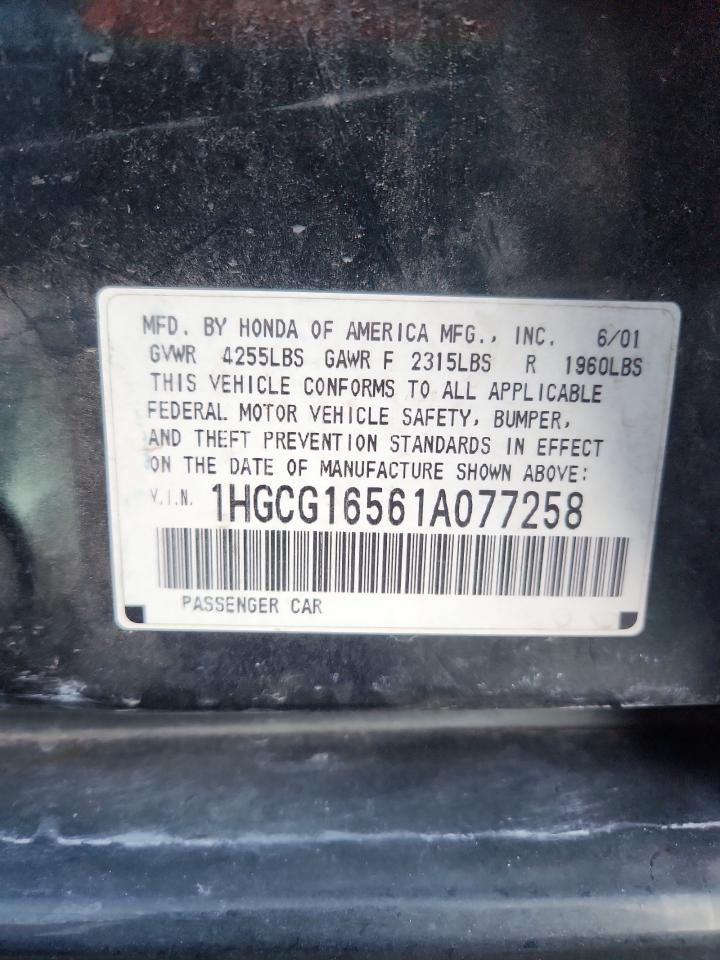 MFD. BY HONDA OF AMERICA MFG., INC. 6/01
GVWR 4255LBS GAWR F 2315LBS R 1960LBS
THIS VEHICLE CONFORMS TO ALL APPLICABLE
FEDERAL MOTOR VEHICLE SAFETY, BUMPER,
AND THEFT PREVENTION STANDARDS IN EFFECT
ON THE DATE OF MANUFACTURE SHOWN ABOVE:
V.I.N. 1HGCG16561A077258
PASSENGER CAR